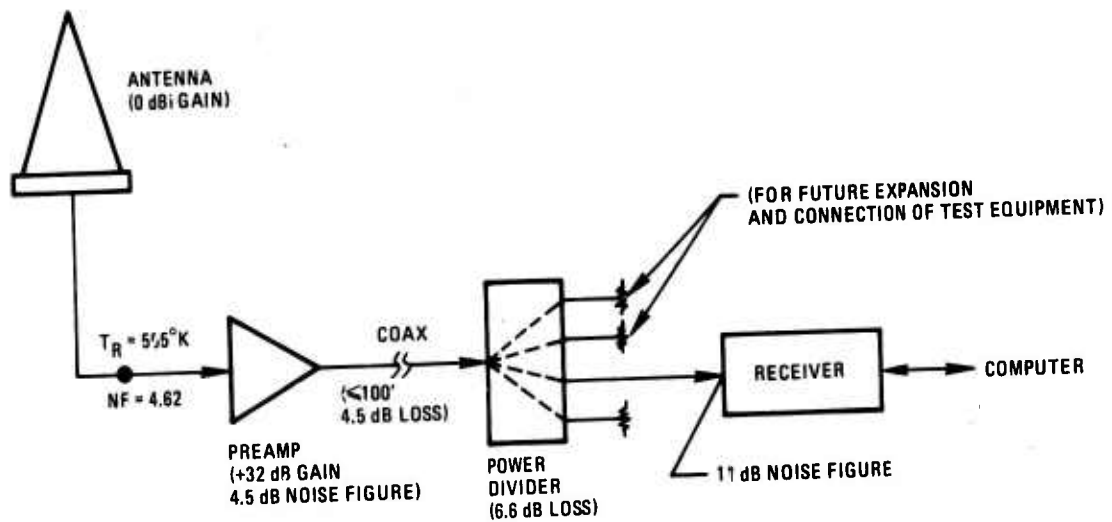 ANTENNA
(0 dBi GAIN)
(FOR FUTURE EXPANSION
AND CONNECTION OF TEST EQUIPMENT)
T_R =
NF = 4.62
COAX
(≤100'
4.5 dB LOSS)
RECEIVER
COMPUTER
PREAMP
(+32 dB GAIN
4.5 dB NOISE FIGURE)
POWER
DIVIDER
(6.6 dB LOSS)
11 dB NOISE FIGURE